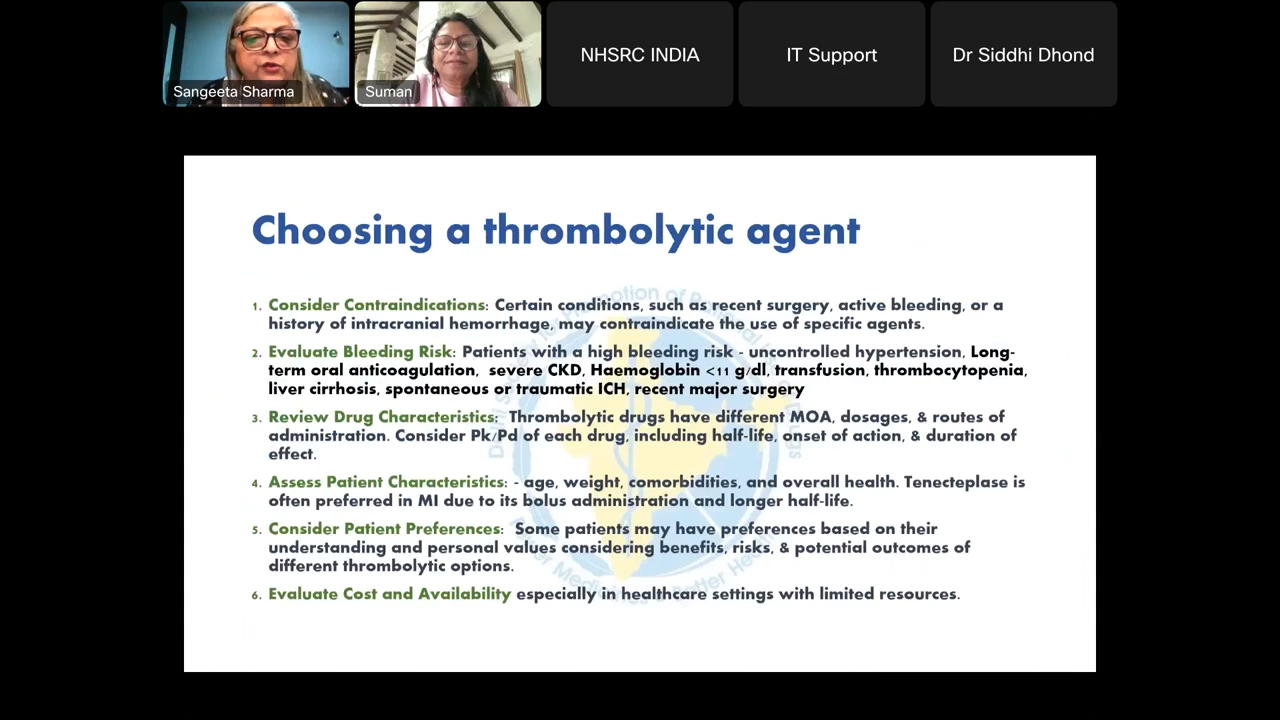 Sangeeta Sharma
Suman
NHSRC INDIA
IT Support
Dr Siddhi Dhond
Choosing a thrombolytic agent
1. Consider Contraindications: Certain conditions, such as recent surgery, active bleeding, or a
history of intracranial hemorrhage, may contraindicate the use of specific agents.
2. Evaluate Bleeding Risk: Patients with a high bleeding risk - uncontrolled hypertension, Long-
term oral anticoagulation, severe CKD, Haemoglobin <11 g/dl, transfusion, thrombocytopenia,
liver cirrhosis, spontaneous or traumatic ICH, recent major surgery
3. Review Drug Characteristics: Thrombolytic drugs have different MOA, dosages, & routes of
administration. Consider Pk/Pd of each drug, including half-life, onset of action, & duration of
effect.
4. Assess Patient Characteristics: - age, weight, comorbidities, and overall health. Tenecteplase is
often preferred in MI due to its bolus administration and longer half-life.
5. Consider Patient Preferences: Some patients may have preferences based on their
understanding and personal values considering benefits, risks, & potential outcomes of
different thrombolytic options.
6. Evaluate Cost and Availability especially in healthcare settings with limited resources.